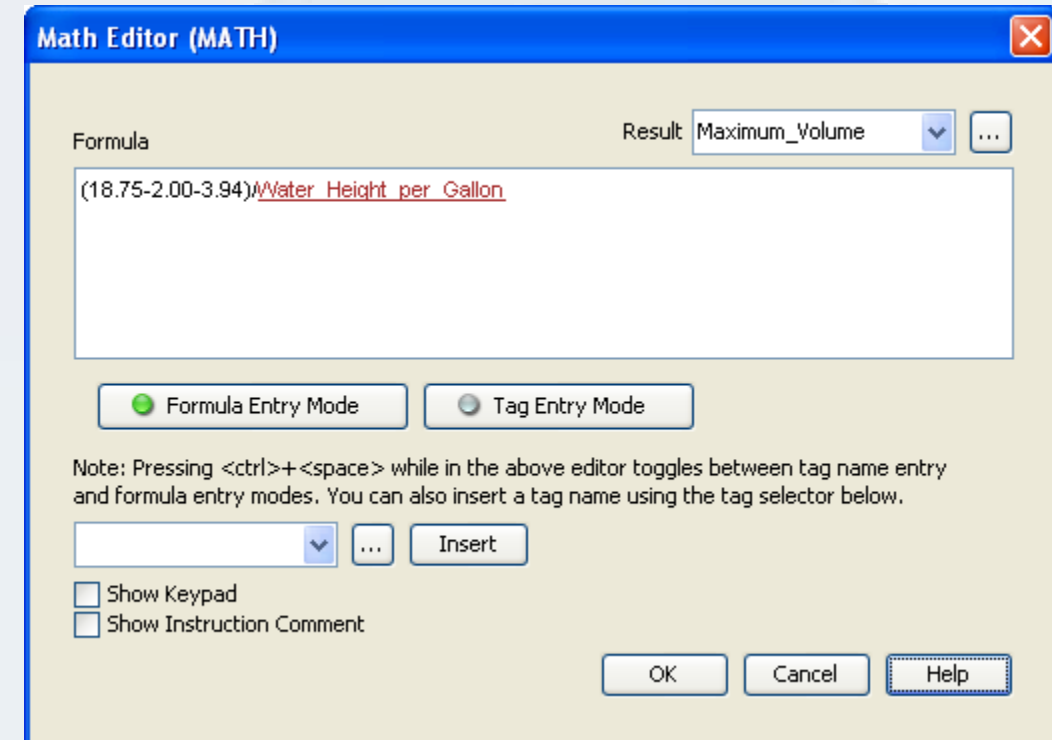 Math Editor (MATH)
Result Maximum_Volume ...
Formula
(18.75-2.00-3.94)/Water_Height_per_Gallon
Formula Entry Mode Tag Entry Mode
Note: Pressing <ctrl>+<space> while in the above editor toggles between tag name entry
and formula entry modes. You can also insert a tag name using the tag selector below.
... Insert
Show Keypad
Show Instruction Comment
OK Cancel Help